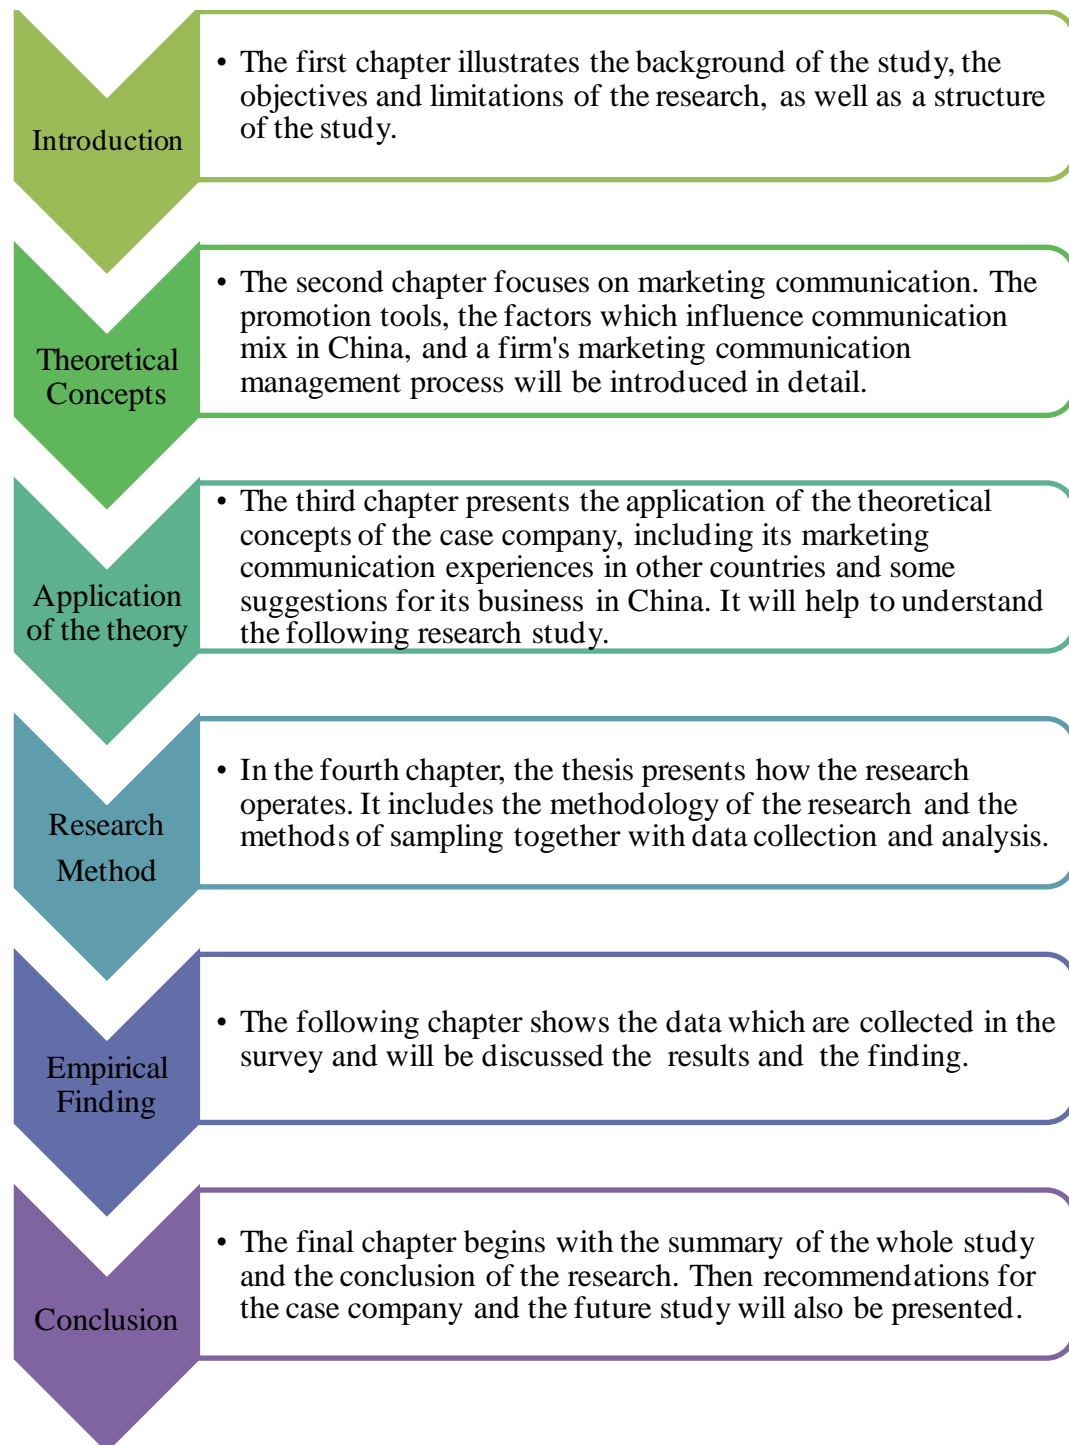 Introduction
• The first chapter illustrates the background of the study, the
objectives and limitations of the research, as well as a structure
of the study.
Theoretical
Concepts
• The second chapter focuses on marketing communication. The
promotion tools, the factors which influence communication
mix in China, and a firm's marketing communication
management process will be introduced in detail.
Application
of the theory
• The third chapter presents the application of the theoretical
concepts of the case company, including its marketing
communication experiences in other countries and some
suggestions for its business in China. It will help to understand
the following research study.
Research
Method
• In the fourth chapter, the thesis presents how the research
operates. It includes the methodology of the research and the
methods of sampling together with data collection and analysis.
Empirical
Finding
• The following chapter shows the data which are collected in the
survey and will be discussed the results and the finding.
Conclusion
• The final chapter begins with the summary of the whole study
and the conclusion of the research. Then recommendations for
the case company and the future study will also be presented.